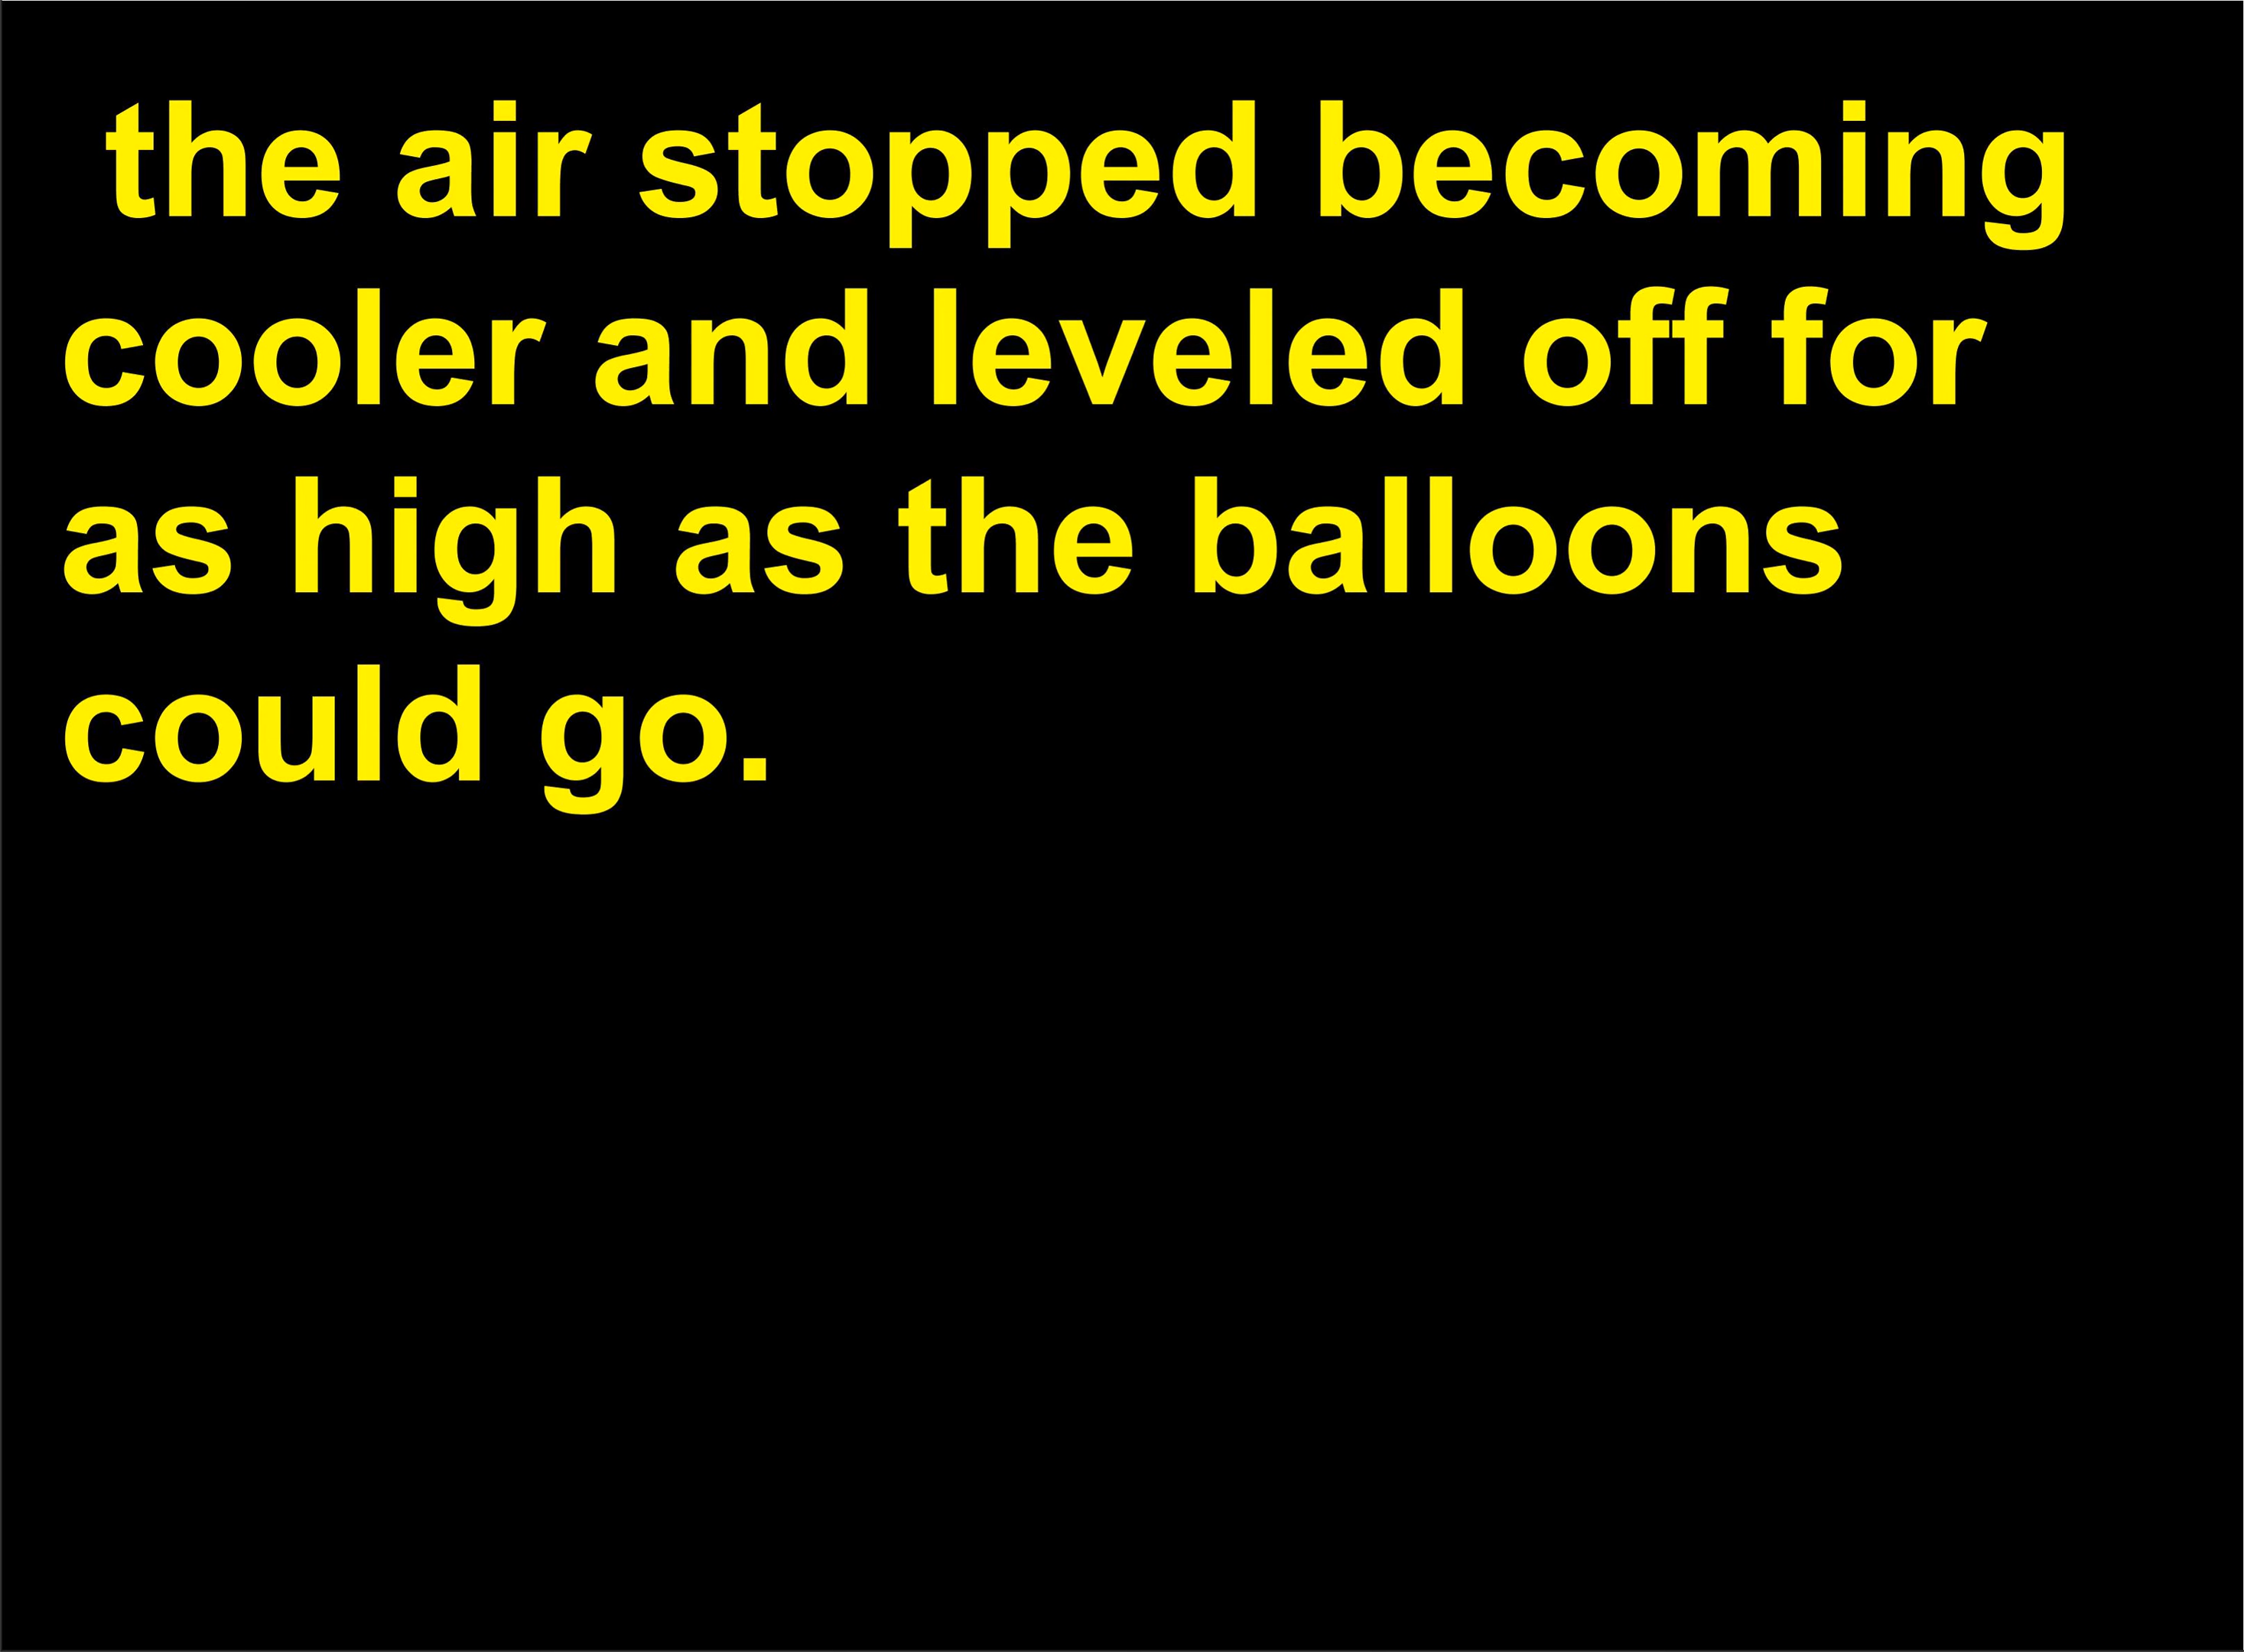 the air stopped becoming
cooler and leveled off for
as high as the balloons
could go.